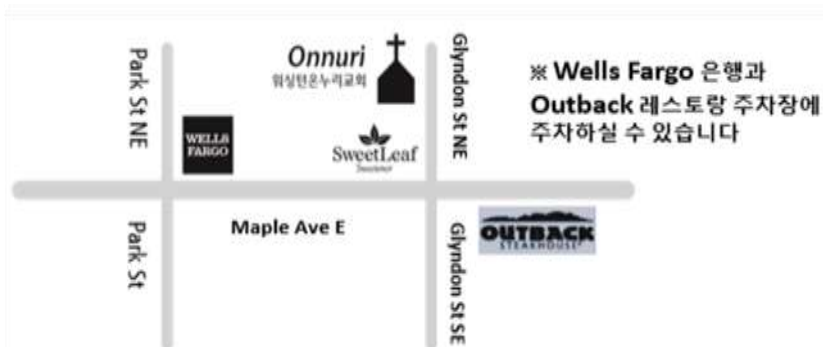 Park St NE
Onnuri
워싱턴온누리교회
Glyndon St NE
※ Wells Fargo 은행과
Outback 레스토랑 주차장에
주차하실 수 있습니다
WELLS
FARGO
SweetLeaf
Sweetener
Maple Ave E
Park St
Glyndon St SE
OUTBACK
STEAKHOUSE®